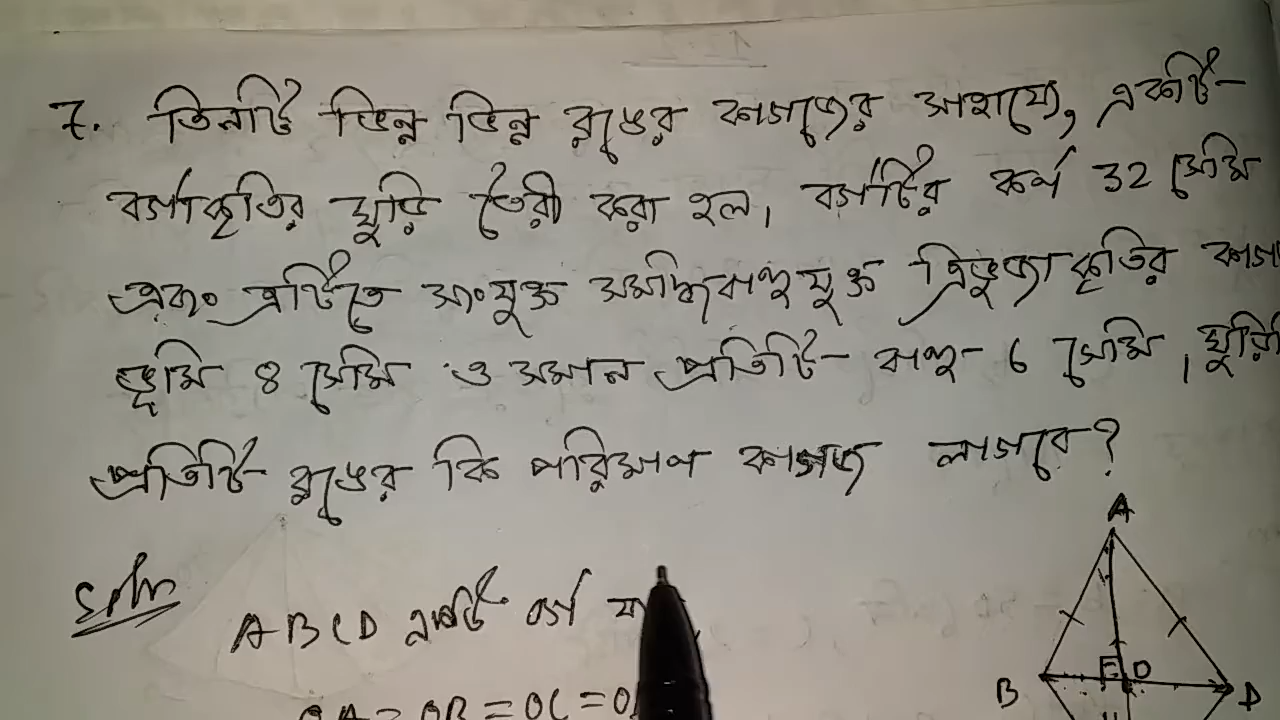 7. তিনটি ভিন্ন ভিন্ন রঙের কাগজের সাহায্যে, একটি
বর্গাকৃতির ঘুড়ি তৈরী করা হল। বর্গটির কর্ণ 32 সেমি
এবং এটিতে সংযুক্ত সমদ্বিবাহু যুক্ত ত্রিভুজাকৃতির
ভূমি 8 সেমি ও সমান প্রতিটি বাহু 6 সেমি।
প্রতিটি রঙের কি পরিমাণ কাগজ লাগবে?
A
Soln
ABCD একটি বর্গ
B E O D
OA = OB = OC =